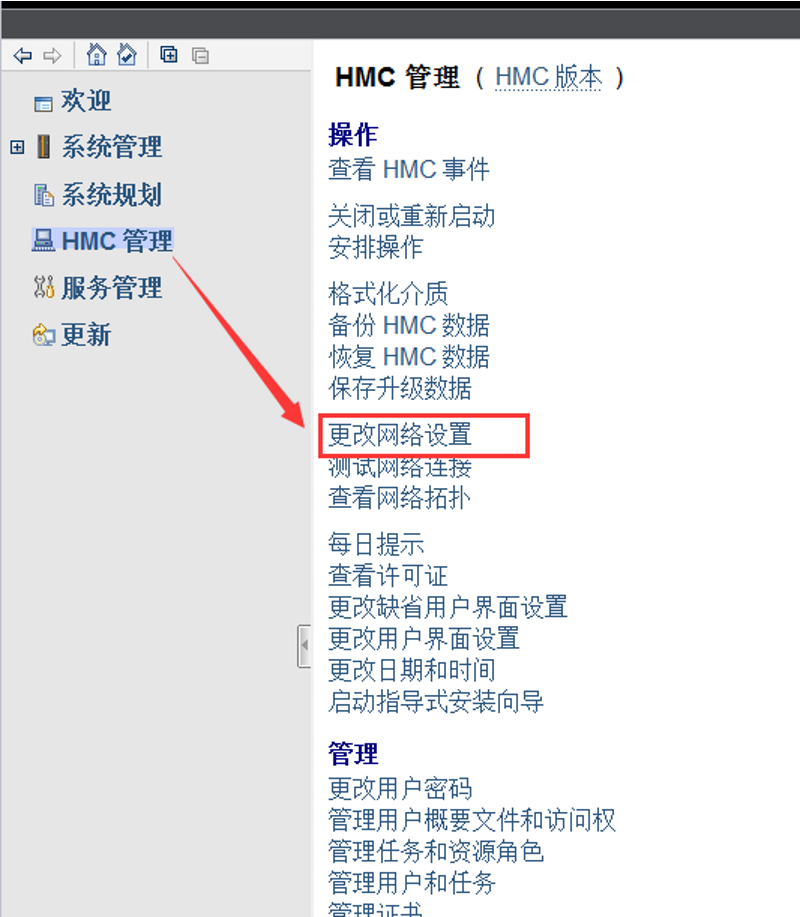 欢迎
系统管理
系统规划
HMC 管理
服务管理
更新
HMC 管理 ( HMC 版本 )
操作
查看 HMC 事件
关闭或重新启动
安排操作
格式化介质
备份 HMC 数据
恢复 HMC 数据
保存升级数据
更改网络设置
测试网络连接
查看网络拓扑
每日提示
查看许可证
更改缺省用户界面设置
更改用户界面设置
更改日期和时间
启动指导式安装向导
管理
更改用户密码
管理用户概要文件和访问权
管理任务和资源角色
管理用户和任务
管理证书